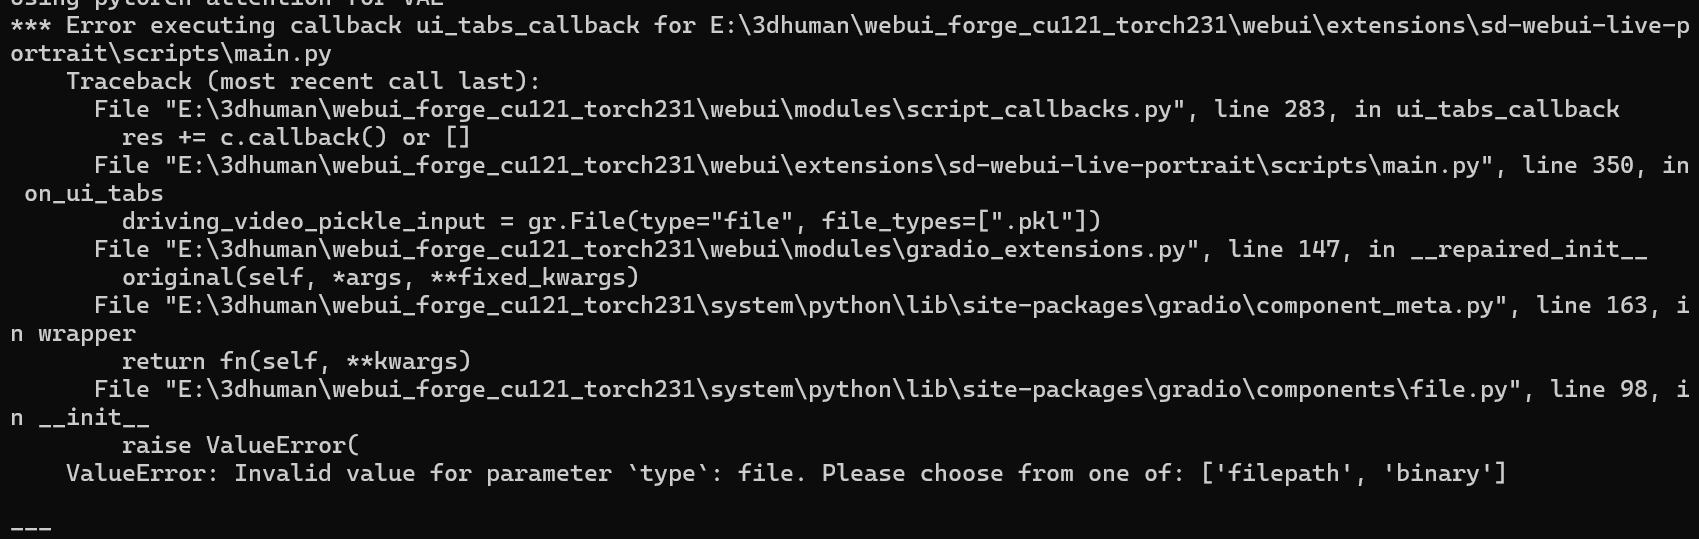 using pytorch attention for VAE
*** Error executing callback ui_tabs_callback for E:\3dhuman\webui_forge_cu121_torch231\webui\extensions\sd-webui-live-p
ortrait\scripts\main.py
    Traceback (most recent call last):
      File "E:\3dhuman\webui_forge_cu121_torch231\webui\modules\script_callbacks.py", line 283, in ui_tabs_callback
        res += c.callback() or []
      File "E:\3dhuman\webui_forge_cu121_torch231\webui\extensions\sd-webui-live-portrait\scripts\main.py", line 350, in
 on_ui_tabs
        driving_video_pickle_input = gr.File(type="file", file_types=[".pkl"])
      File "E:\3dhuman\webui_forge_cu121_torch231\webui\modules\gradio_extensions.py", line 147, in __repaired_init__
        original(self, *args, **fixed_kwargs)
      File "E:\3dhuman\webui_forge_cu121_torch231\system\python\lib\site-packages\gradio\component_meta.py", line 163, i
n wrapper
        return fn(self, **kwargs)
      File "E:\3dhuman\webui_forge_cu121_torch231\system\python\lib\site-packages\gradio\components\file.py", line 98, i
n __init__
        raise ValueError(
    ValueError: Invalid value for parameter `type`: file. Please choose from one of: ['filepath', 'binary']

---